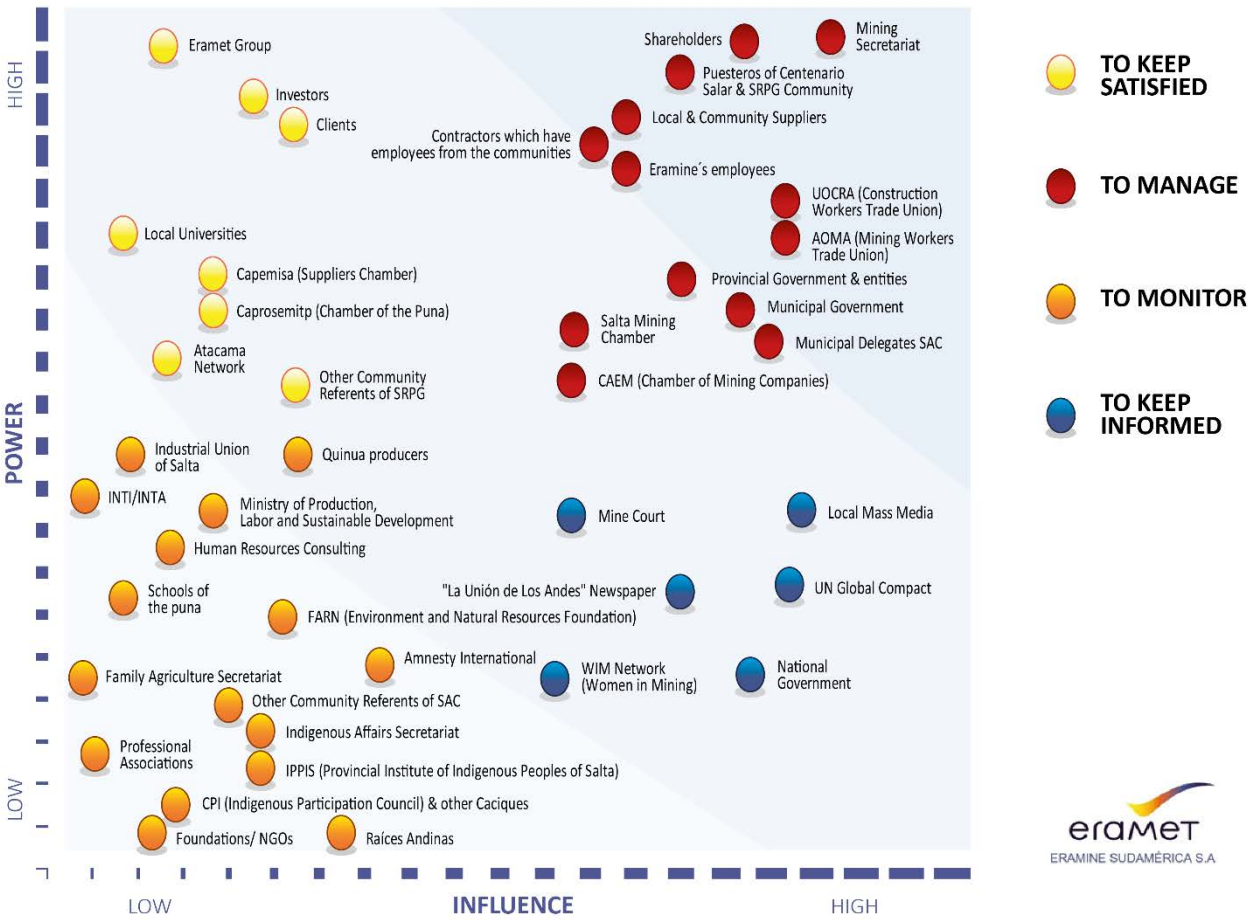 HIGH
POWER
LOW
Eramet Group
Investors
Clients
Shareholders
Mining
Secretariat
Puesteros of Centenario
Salar & SRPG Community
Local & Community Suppliers
Contractors which have
employees from the communities
Eramine´s employees
UOCRA (Construction
Workers Trade Union)
AOMA (Mining Workers
Trade Union)
Local Universities
Capemisa (Suppliers Chamber)
Caprosemitp (Chamber of the Puna)
Atacama
Network
Other Community
Referents of SRPG
Provincial Government & entities
Municipal Government
Salta Mining
Chamber
Municipal Delegates SAC
CAEM (Chamber of Mining Companies)
Industrial Union
of Salta
Quinua producers
INTI/INTA
Ministry of Production,
Labor and Sustainable Development
Human Resources Consulting
Mine Court
Local Mass Media
Schools of
the puna
"La Unión de Los Andes" Newspaper
UN Global Compact
FARN (Environment and Natural Resources Foundation)
Amnesty International
Family Agriculture Secretariat
WIM Network
(Women in Mining)
National
Government
Other Community Referents of SAC
Indigenous Affairs Secretariat
Professional
Associations
IPPIS (Provincial Institute of Indigenous Peoples of Salta)
CPI (Indigenous Participation Council) & other Caciques
Foundations/ NGOs
Raíces Andinas
LOW
INFLUENCE
HIGH
TO KEEP
SATISFIED
TO MANAGE
TO MONITOR
TO KEEP
INFORMED
eramet
ERAMINE SUDAMÉRICA S.A